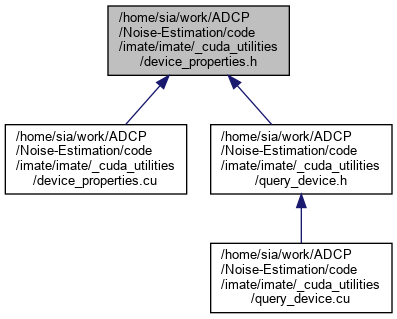 /home/sia/work/ADCP
/Noise-Estimation/code
/imate/imate/_cuda_utilities
/device_properties.h
/home/sia/work/ADCP
/Noise-Estimation/code
/imate/imate/_cuda_utilities
/device_properties.cu
/home/sia/work/ADCP
/Noise-Estimation/code
/imate/imate/_cuda_utilities
/query_device.h
/home/sia/work/ADCP
/Noise-Estimation/code
/imate/imate/_cuda_utilities
/query_device.cu